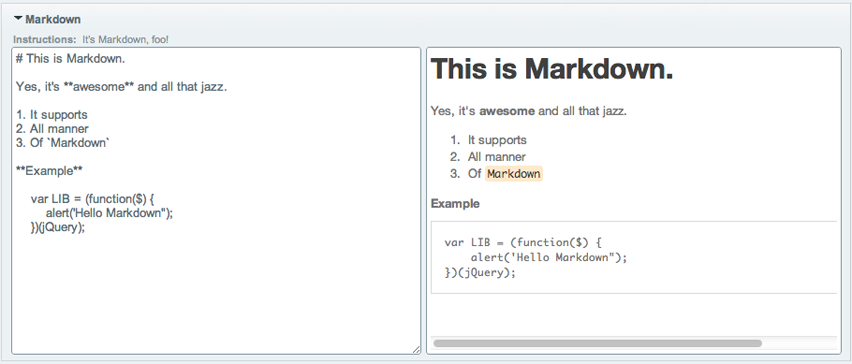 Markdown
Instructions: It's Markdown, foo!
# This is Markdown.
Yes, it's **awesome** and all that jazz.
1. It supports
2. All manner
3. Of `Markdown`
**Example**
var LIB = (function($) {
alert('Hello Markdown");
})(jQuery);
This is Markdown.
Yes, it's awesome and all that jazz.
1. It supports
2. All manner
3. Of Markdown
Example
var LIB = (function($) {
alert('Hello Markdown");
})(jQuery);